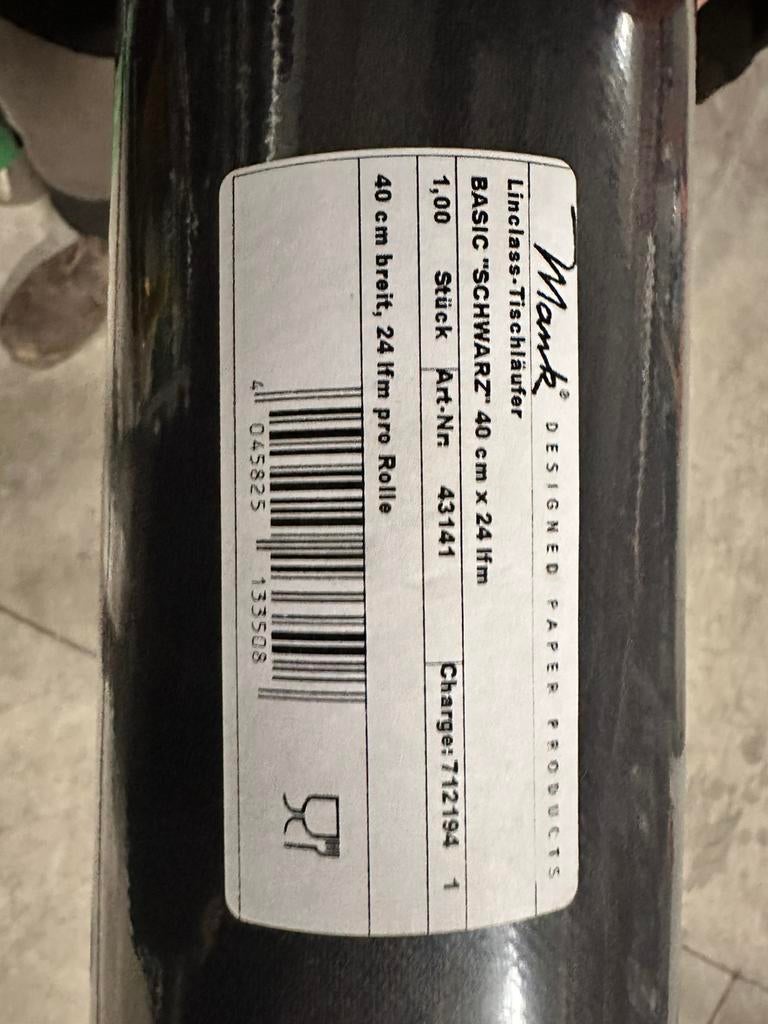 Mank® DESIGNED PAPER PRODUCTS
Linclass-Tischläufer
BASIC "SCHWARZ" 40 cm x 24 lfm
1,00 Stück Art-Nr: 43141 Charge: 712194 1
40 cm breit, 24 lfm pro Rolle
4 045825 133508